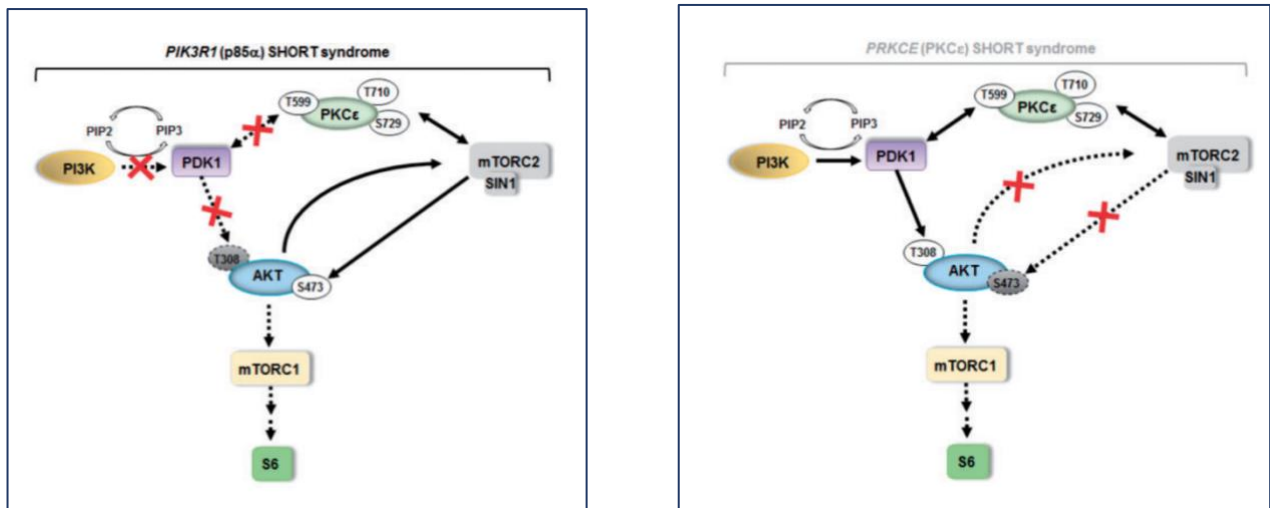 PIK3R1 (p85α) SHORT syndrome
T710
T599
PKCε
S729
PIP2
PIP3
PI3K
PDK1
mTORC2
SIN1
T308
AKT
S473
mTORC1
S6
PRKCE (PKCε) SHORT syndrome
T710
T599
PKCε
S729
PIP2
PIP3
PI3K
PDK1
mTORC2
SIN1
T308
AKT
S473
mTORC1
S6